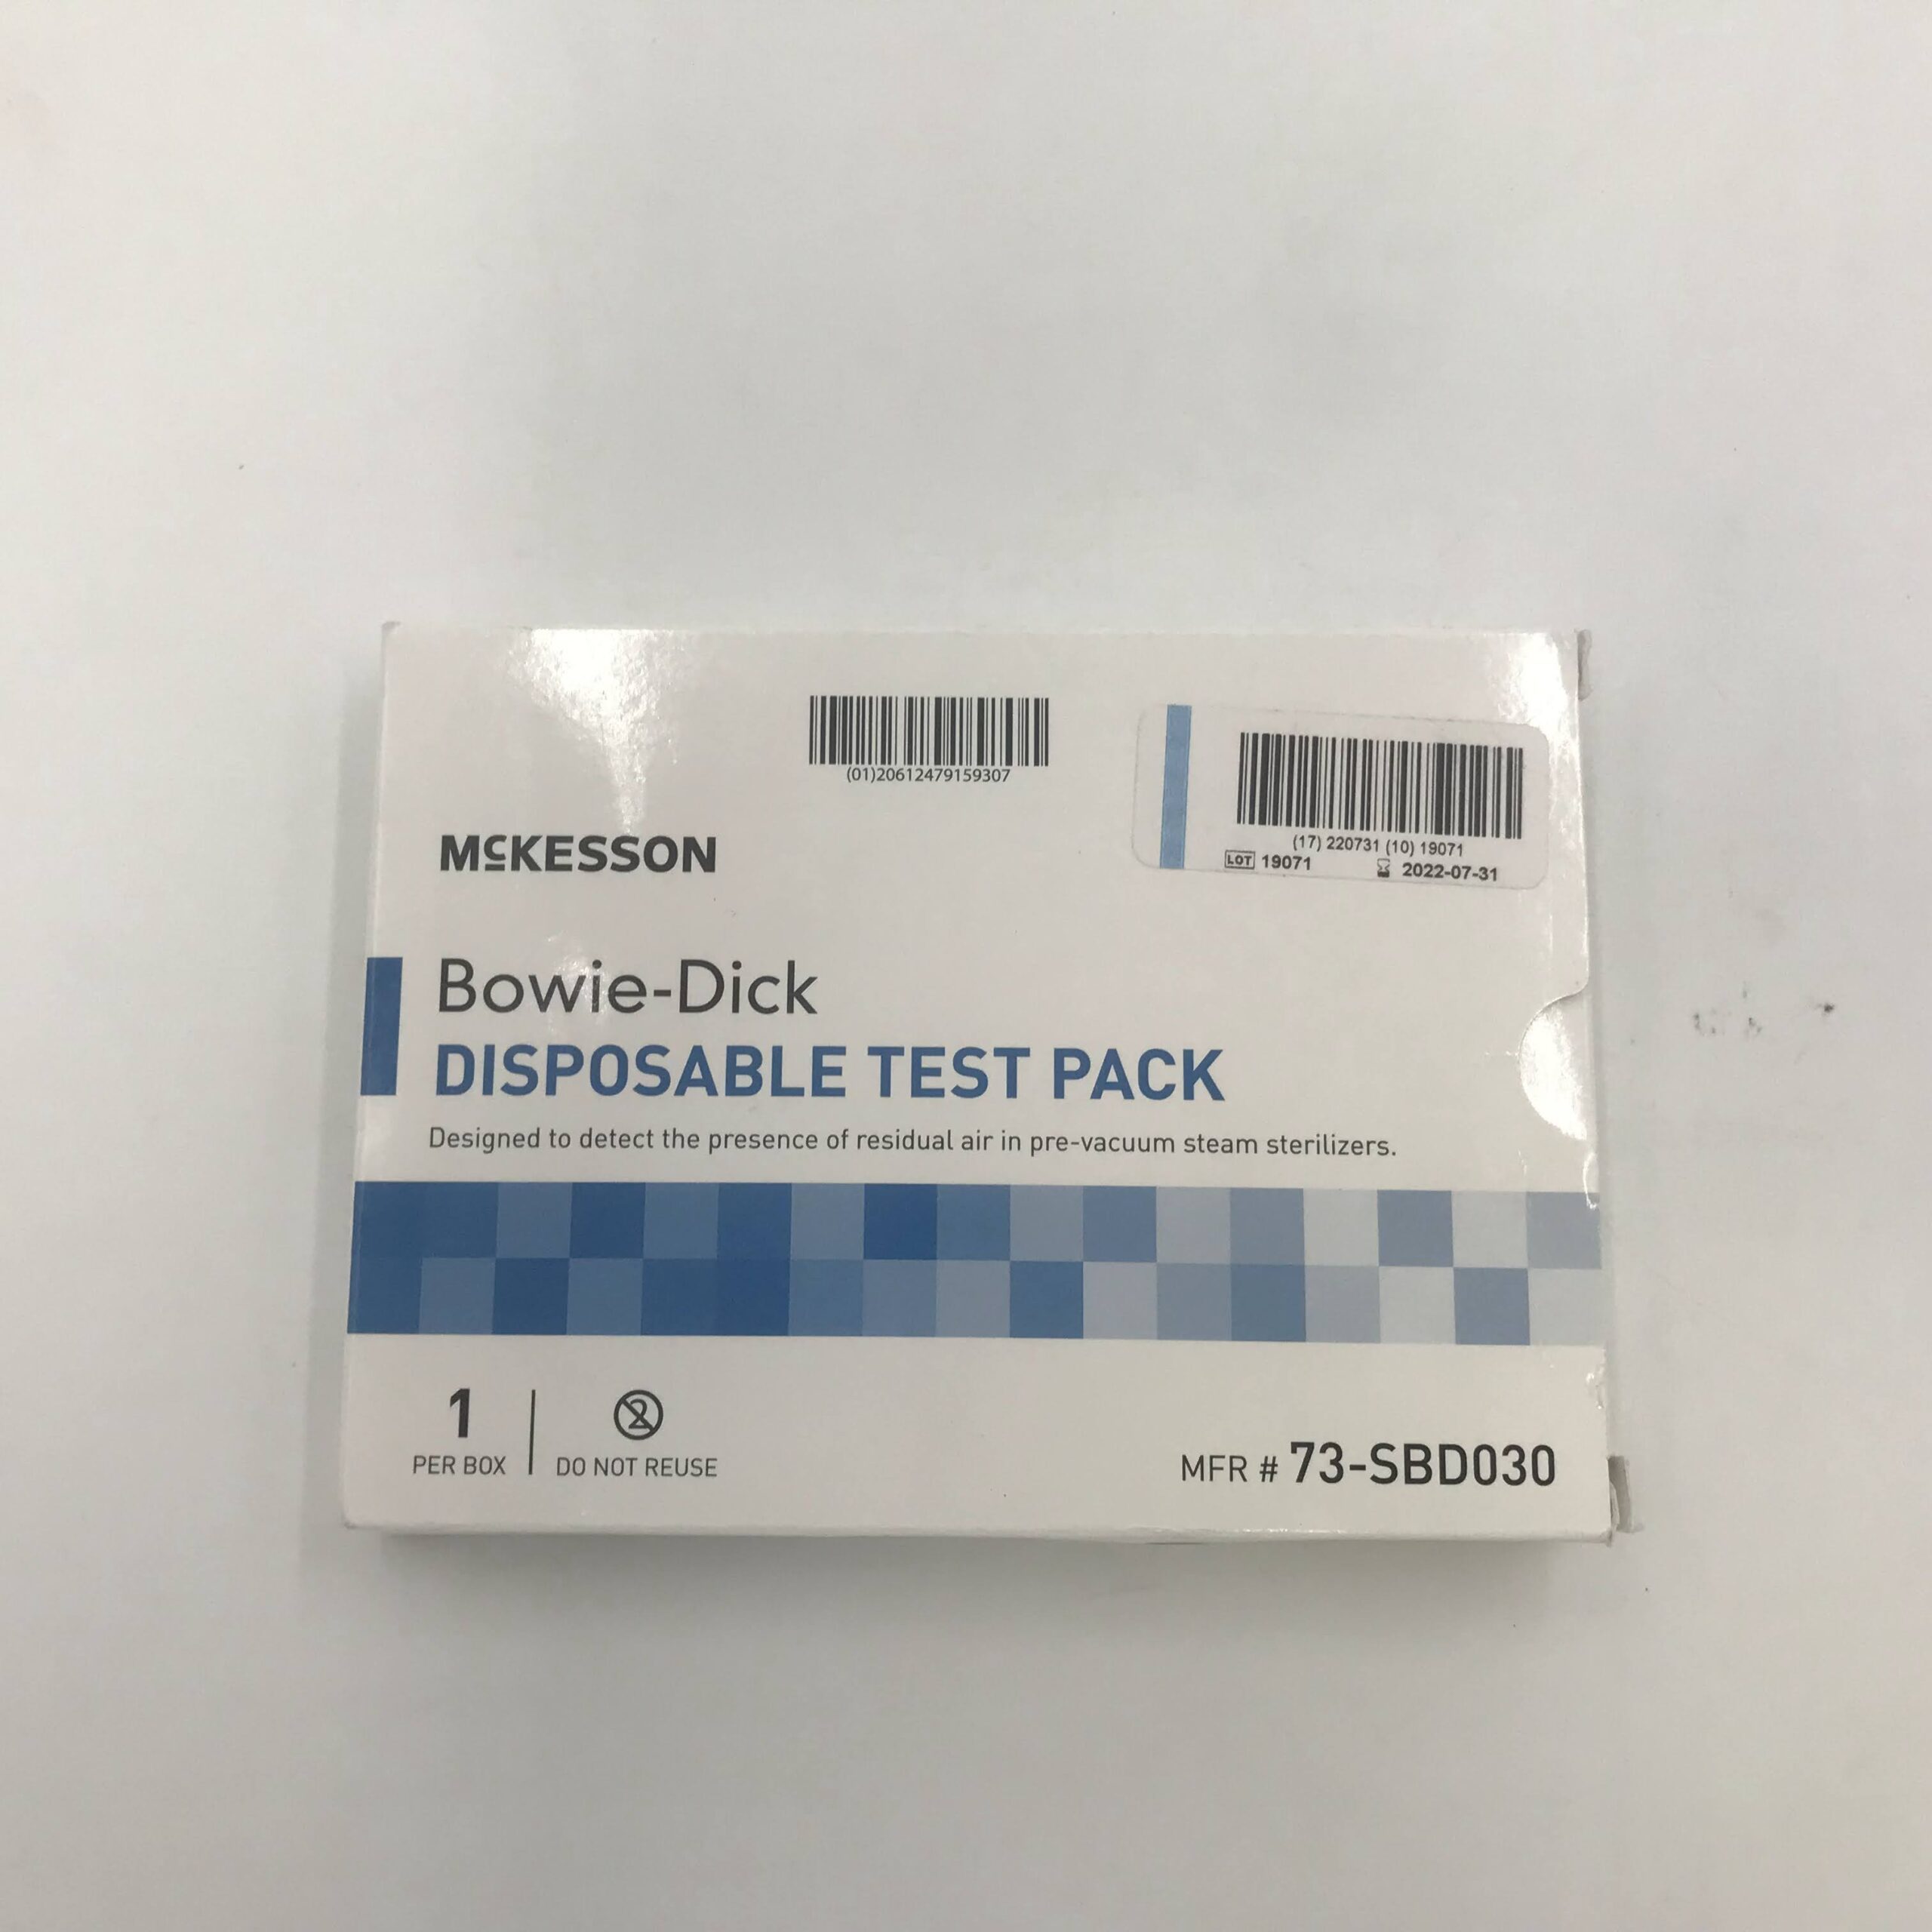 (01)20612479159307
(17) 220731 (10) 19071
LOT 19071 2022-07-31
McKESSON
Bowie-Dick
DISPOSABLE TEST PACK
Designed to detect the presence of residual air in pre-vacuum steam sterilizers.
1
PER BOX
2
DO NOT REUSE
MFR # 73-SBD030